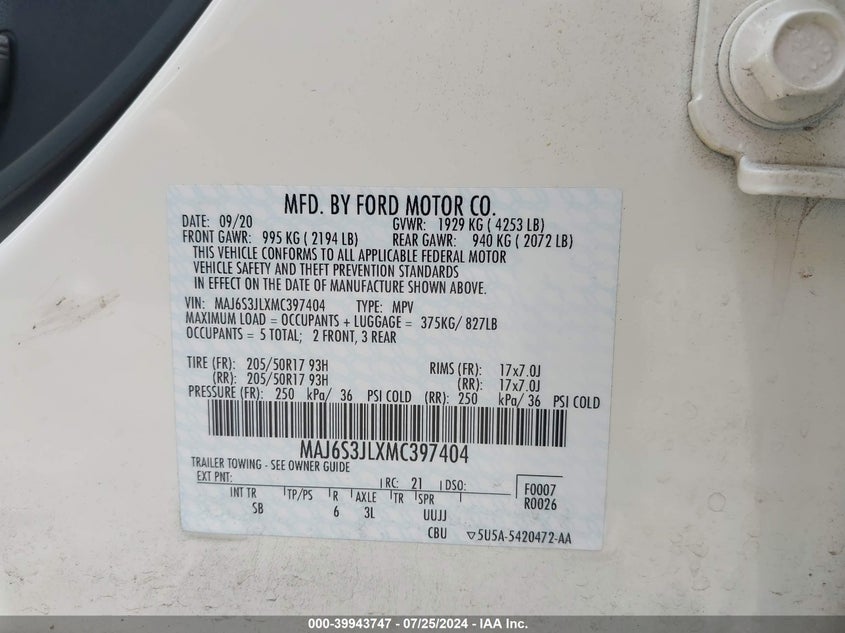 MFD. BY FORD MOTOR CO.
DATE: 09/20 GVWR: 1929 KG ( 4253 LB)
FRONT GAWR: 995 KG ( 2194 LB) REAR GAWR: 940 KG ( 2072 LB)
THIS VEHICLE CONFORMS TO ALL APPLICABLE FEDERAL MOTOR
VEHICLE SAFETY AND THEFT PREVENTION STANDARDS
IN EFFECT ON THE DATE OF MANUFACTURE SHOWN ABOVE.
VIN: MAJ6S3JLXMC397404 TYPE: MPV
MAXIMUM LOAD = OCCUPANTS + LUGGAGE = 375KG/ 827LB
OCCUPANTS = 5 TOTAL; 2 FRONT, 3 REAR
TIRE (FR): 205/50R17 93H RIMS (FR): 17x7.0J
(RR): 205/50R17 93H (RR): 17x7.0J
PRESSURE (FR): 250 kPa/ 36 PSI COLD (RR): 250 kPa/ 36 PSI COLD
MAJ6S3JLXMC397404
TRAILER TOWING - SEE OWNER GUIDE
EXT PNT: RC: 21 DSO: F0007
INT TR TP/PS R AXLE TR SPR R0026
SB 6 3L UUJJ
CBU ▽5U5A-5420472-AA
000-39943747 - 07/25/2024 - IAA Inc.